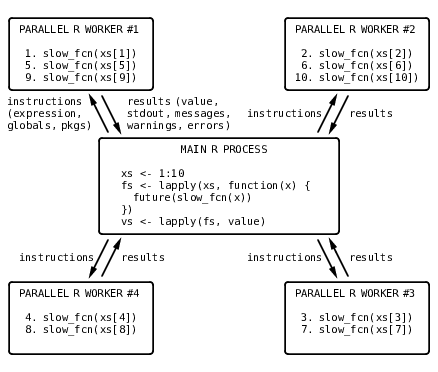 PARALLEL R WORKER #1
1. slow_fcn(xs[1])
5. slow_fcn(xs[5])
9. slow_fcn(xs[9])
PARALLEL R WORKER #2
2. slow_fcn(xs[2])
6. slow_fcn(xs[6])
10. slow_fcn(xs[10])
instructions
(expression,
globals, pkgs)
results (value,
stdout, messages,
warnings, errors)
instructions
results
MAIN R PROCESS
xs <- 1:10
fs <- lapply(xs, function(x) {
future(slow_fcn(x))
})
vs <- lapply(fs, value)
instructions
results
instructions
results
PARALLEL R WORKER #4
4. slow_fcn(xs[4])
8. slow_fcn(xs[8])
PARALLEL R WORKER #3
3. slow_fcn(xs[3])
7. slow_fcn(xs[7])